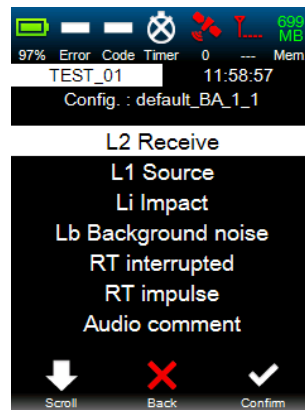 699
MB
97% Error Code Timer 0 --- Mem
TEST_01 11:58:57
Config. : default_BA_1_1
L2 Receive
L1 Source
Li Impact
Lb Background noise
RT interrupted
RT impulse
Audio comment
Scroll Back Confirm